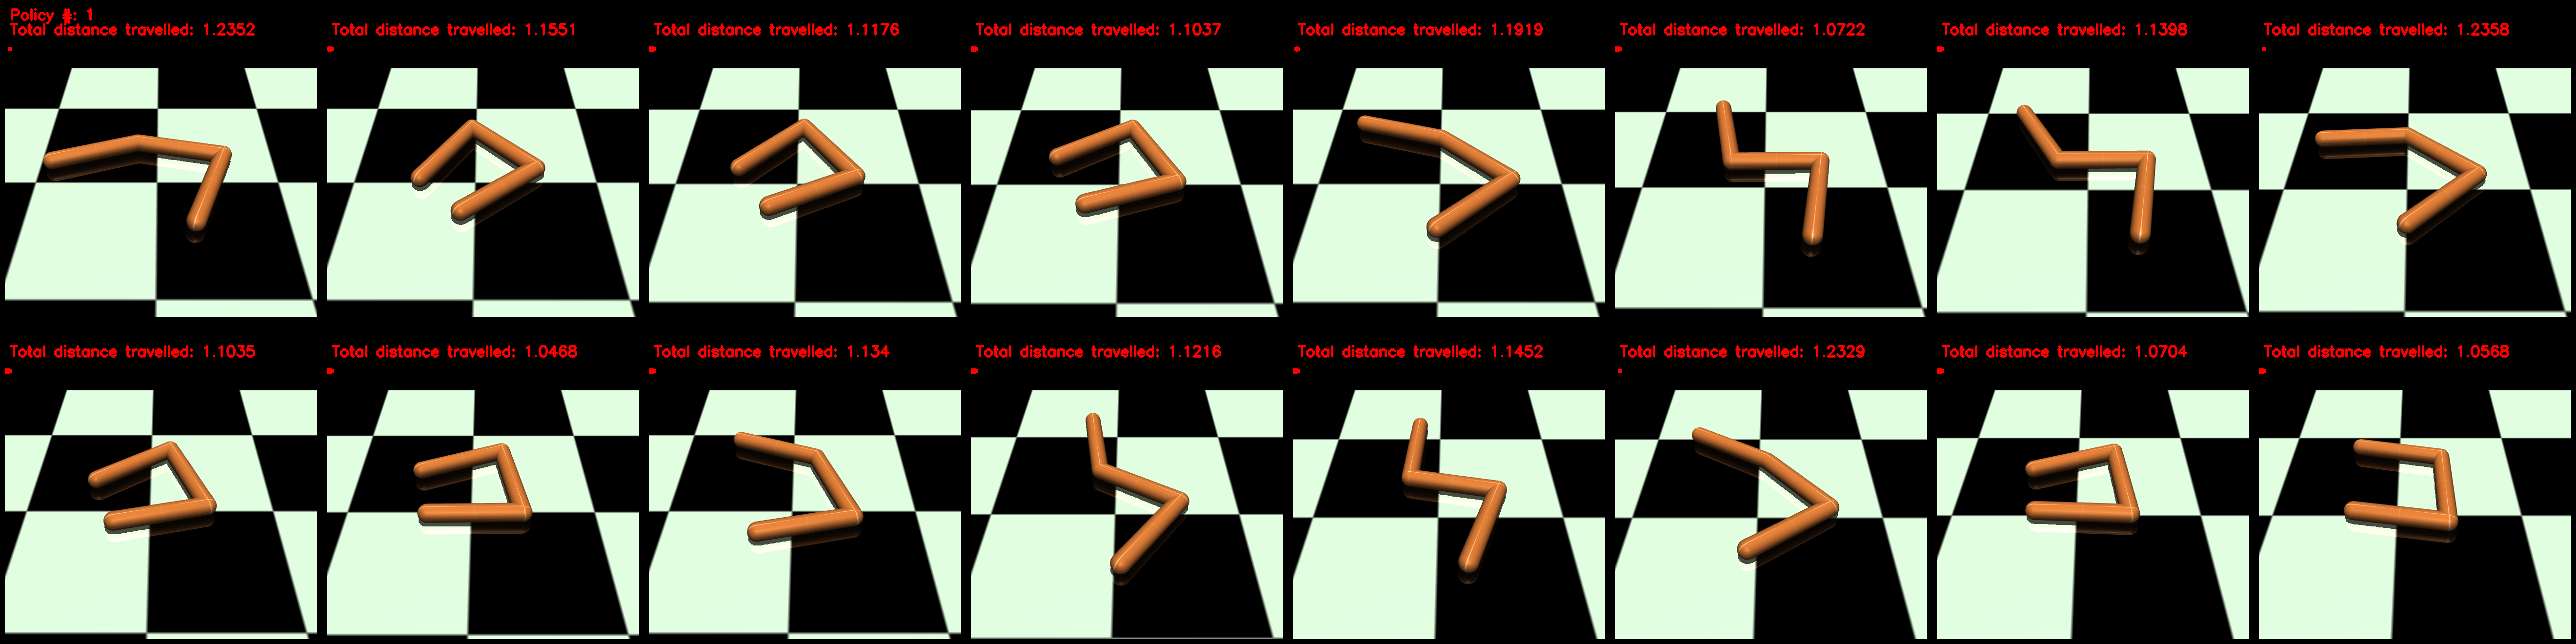 Policy #: 1
Total distance travelled: 1.2352
Total distance travelled: 1.1551
Total distance travelled: 1.1176
Total distance travelled: 1.1037
Total distance travelled: 1.1919
Total distance travelled: 1.0722
Total distance travelled: 1.1398
Total distance travelled: 1.2358
Total distance travelled: 1.1035
Total distance travelled: 1.0468
Total distance travelled: 1.134
Total distance travelled: 1.1216
Total distance travelled: 1.1452
Total distance travelled: 1.2329
Total distance travelled: 1.0704
Total distance travelled: 1.0568